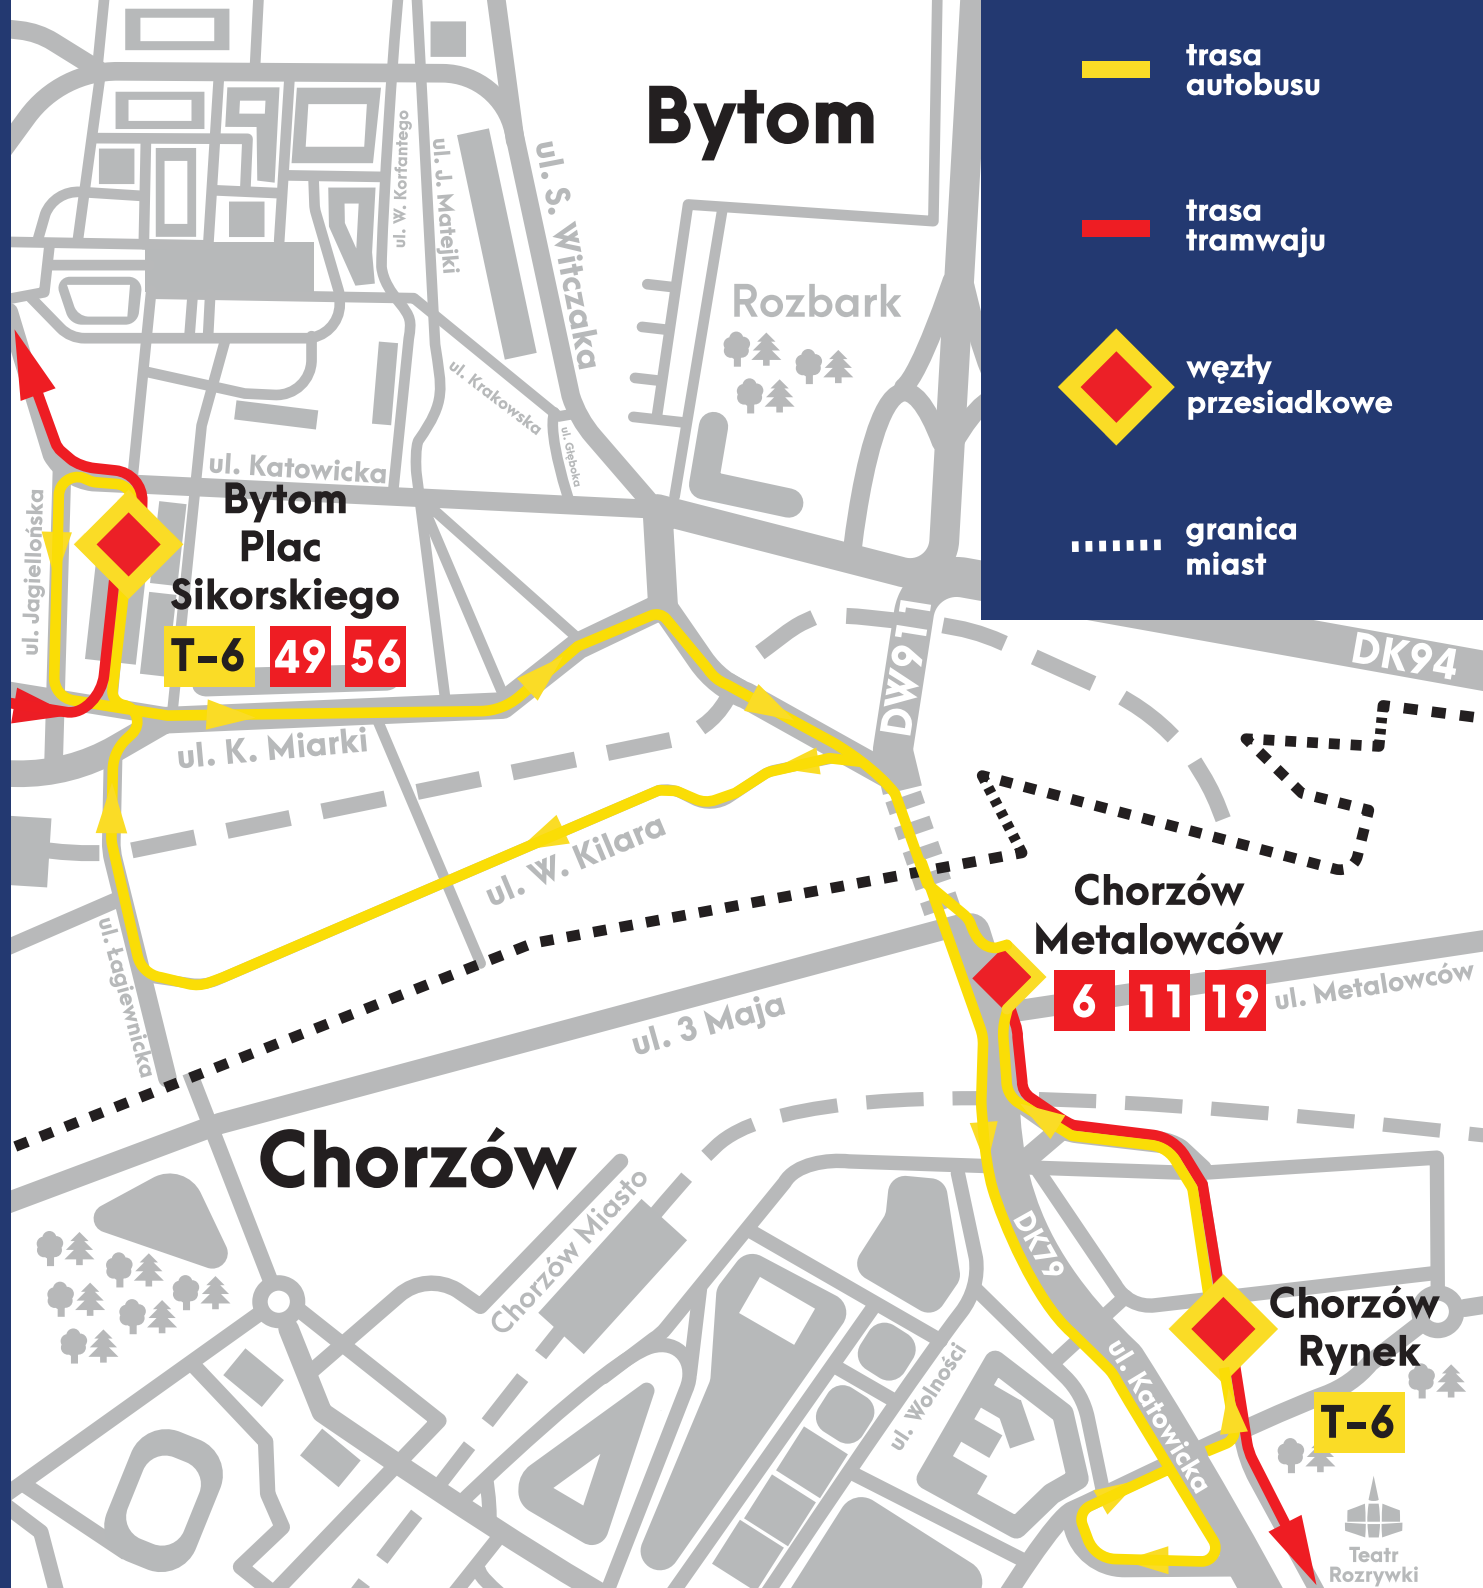 trasa
autobusu
trasa
tramwaju
węzły
przesiadkowe
granica
miast
Bytom
ul. W. Korfantego
ul. J. Matejki
ul. S. Witczaka
Rozbark
ul. Krakowska
ul. Głęboka
ul. Katowicka
Bytom
Plac
Sikorskiego
T-6 49 56
ul. Jagiellońska
DW911
DK94
ul. K. Miarki
ul. W. Kilara
Chorzów
Metalowców
6 11 19
ul. Metalowców
ul. Łagiewnicka
ul. 3 Maja
Chorzów
Chorzów Miasto
DK79
Chorzów
Rynek
T-6
ul. Wolności
ul. Katowicka
Teatr
Rozrywki